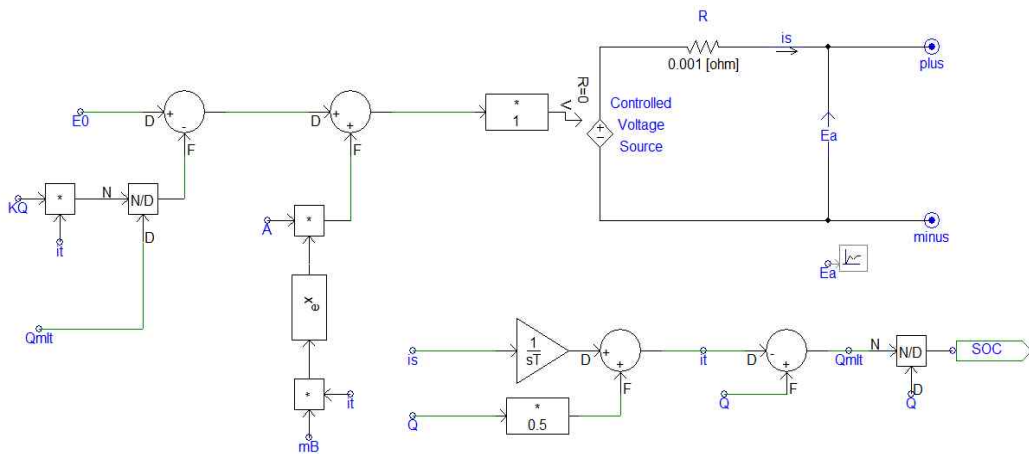 R
is
0.001 [ohm]
plus
R=0
V
Controlled
Voltage
Source
+
-
Ea
minus
Ea
E0
D
+
-
F
D
+
+
F
*
1
KQ
*
it
N
N/D
D
Qmlt
A
*
e^x
*
it
mB
is
1
sT
D
+
+
F
Q
*
0.5
it
D
-
+
F
Q
Qmlt
N
N/D
D
Q
SOC